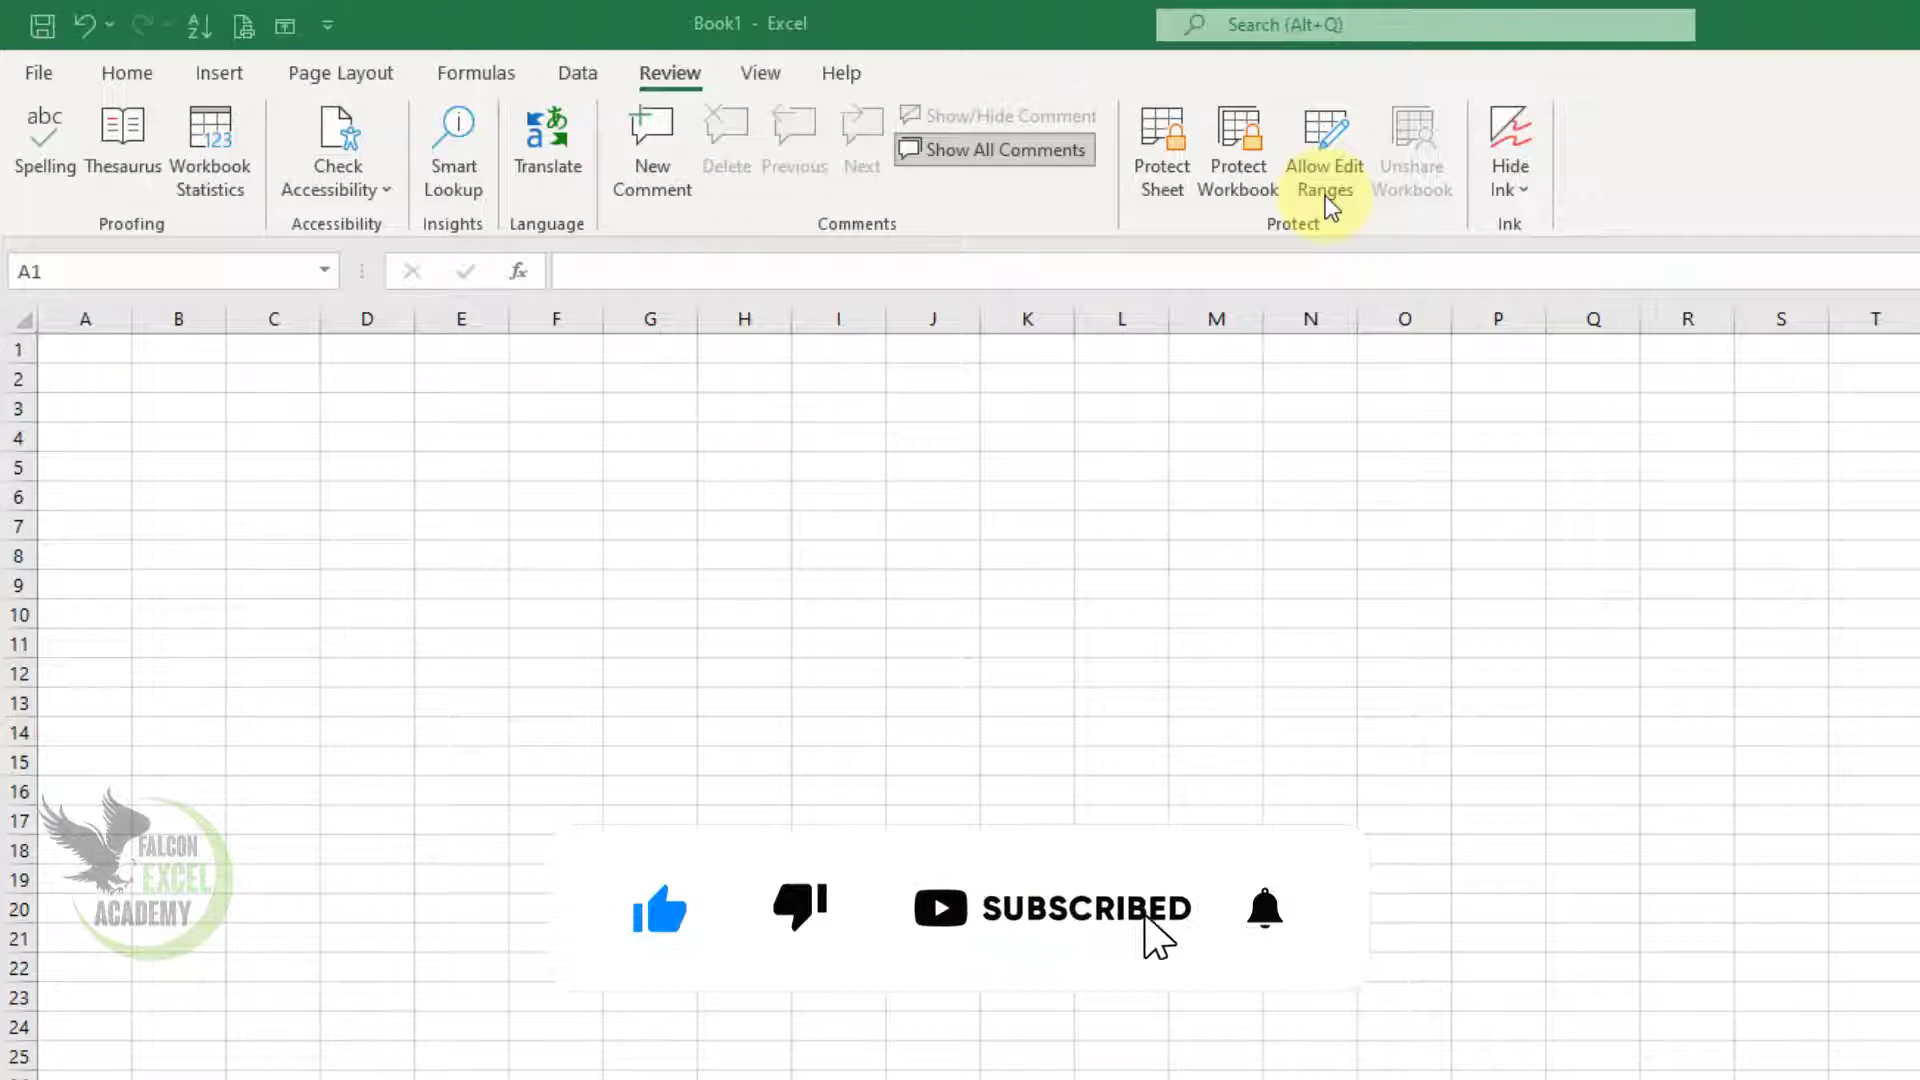 Book1 - Excel
Search (Alt+Q)
File Home Insert Page Layout Formulas Data Review View Help
abc
Spelling
Thesaurus
123
Workbook
Statistics
Proofing
Check
Accessibility
Accessibility
Smart
Lookup
Insights
a あ
Translate
Language
New
Comment
Delete
Previous
Next
Show/Hide Comment
Show All Comments
Comments
Protect
Sheet
Protect
Workbook
Allow Edit
Ranges
Unshare
Workbook
Protect
Hide
Ink
Ink
A Z
A1
fx
A B C D E F G H I J K L M N O P Q R S T
1
2
3
4
5
6
7
8
9
10
11
12
13
14
15
16
17
18
19
20
21
22
23
24
25
FALCON
EXCEL
ACADEMY
SUBSCRIBED